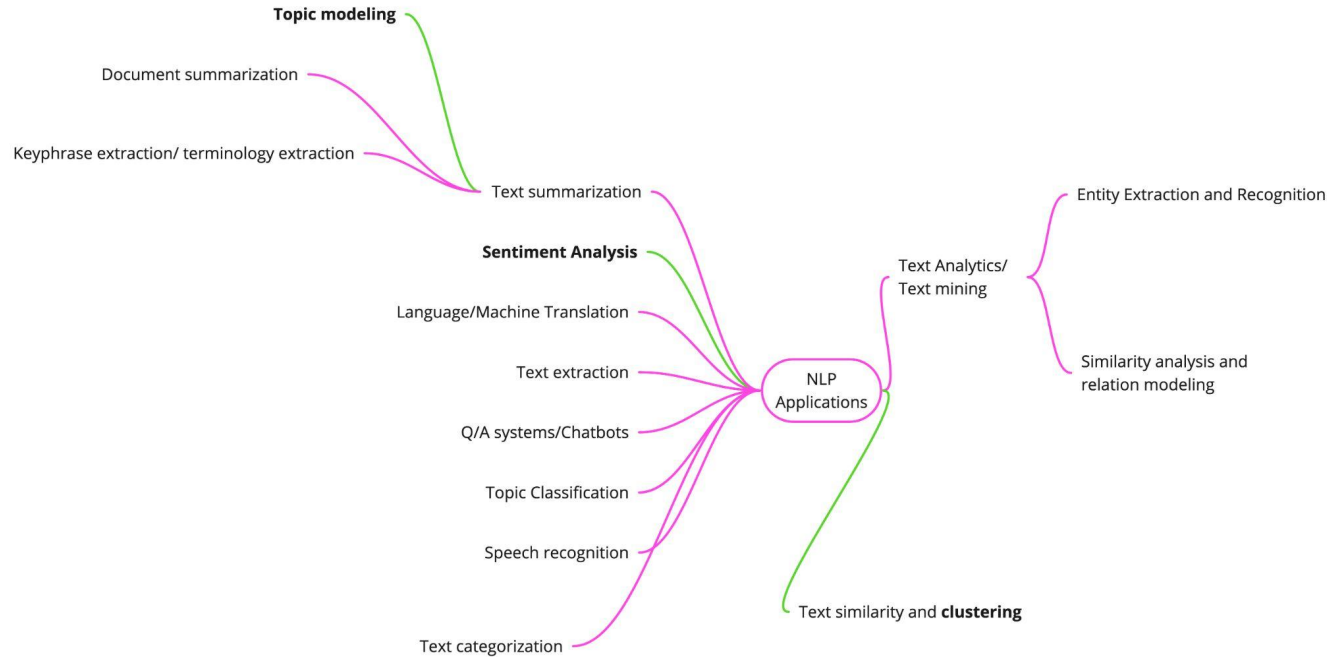 Topic modeling
Document summarization
Keyphrase extraction/ terminology extraction
Text summarization
Sentiment Analysis
Language/Machine Translation
Text extraction
Q/A systems/Chatbots
Topic Classification
Speech recognition
Text categorization
NLP
Applications
Text Analytics/
Text mining
Entity Extraction and Recognition
Similarity analysis and
relation modeling
Text similarity and clustering